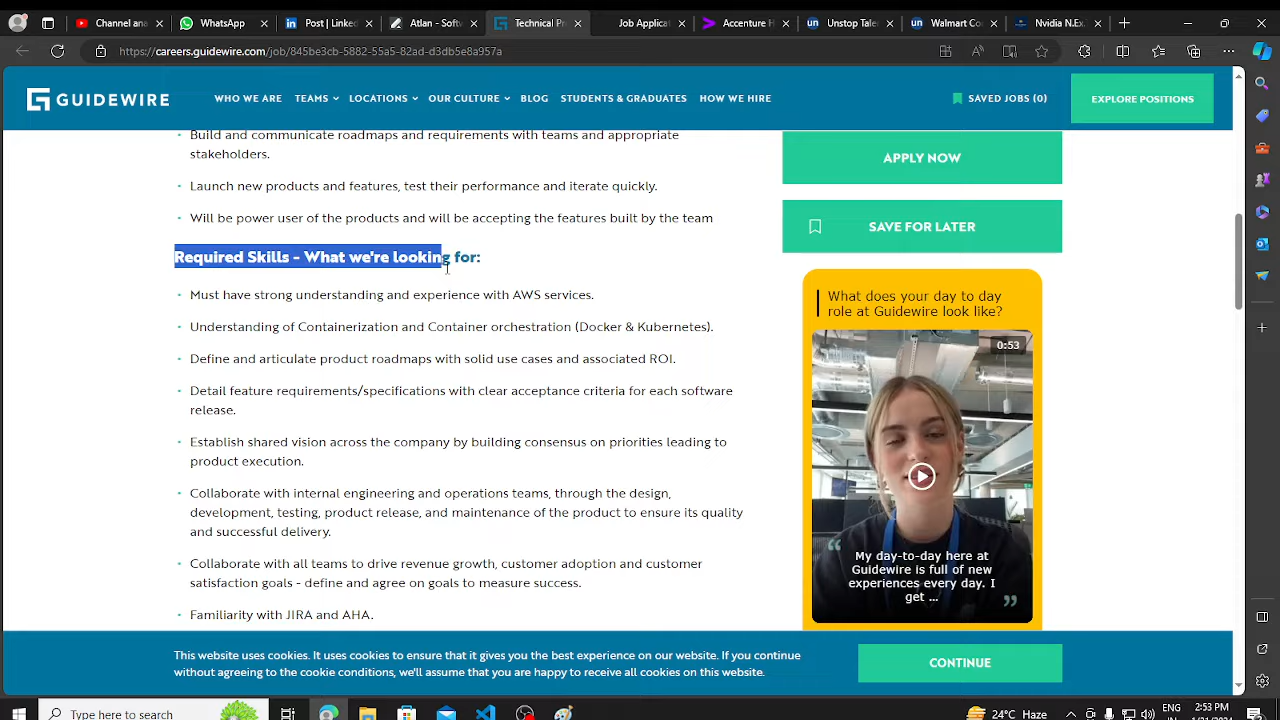 Channel ana
WhatsApp
Post | Linked
Atlan - Softw
Technical Pr
Job Applicat
Accenture H
Unstop Tale
Walmart Co
Nvidia N.Ex.
https://careers.guidewire.com/job/845be3cb-5882-55a5-82ad-d3db5e8a957a
GUIDEWIRE
WHO WE ARE TEAMS LOCATIONS OUR CULTURE BLOG STUDENTS & GRADUATES HOW WE HIRE
SAVED JOBS (0)
EXPLORE POSITIONS
Build and communicate roadmaps and requirements with teams and appropriate
stakeholders.
Launch new products and features, test their performance and iterate quickly.
Will be power user of the products and will be accepting the features built by the team
Required Skills - What we're looking for:
Must have strong understanding and experience with AWS services.
Understanding of Containerization and Container orchestration (Docker & Kubernetes).
Define and articulate product roadmaps with solid use cases and associated ROI.
Detail feature requirements/specifications with clear acceptance criteria for each software
release.
Establish shared vision across the company by building consensus on priorities leading to
product execution.
Collaborate with internal engineering and operations teams, through the design,
development, testing, product release, and maintenance of the product to ensure its quality
and successful delivery.
Collaborate with all teams to drive revenue growth, customer adoption and customer
satisfaction goals - define and agree on goals to measure success.
Familiarity with JIRA and AHA.
APPLY NOW
SAVE FOR LATER
What does your day to day
role at Guidewire look like?
0:53
My day-to-day here at
Guidewire is full of new
experiences every day. I
get ...
This website uses cookies. It uses cookies to ensure that it gives you the best experience on our website. If you continue
without agreeing to the cookie conditions, we'll assume that you are happy to receive all cookies on this website.
CONTINUE
Type here to search
24°C Haze
ENG
2:53 PM